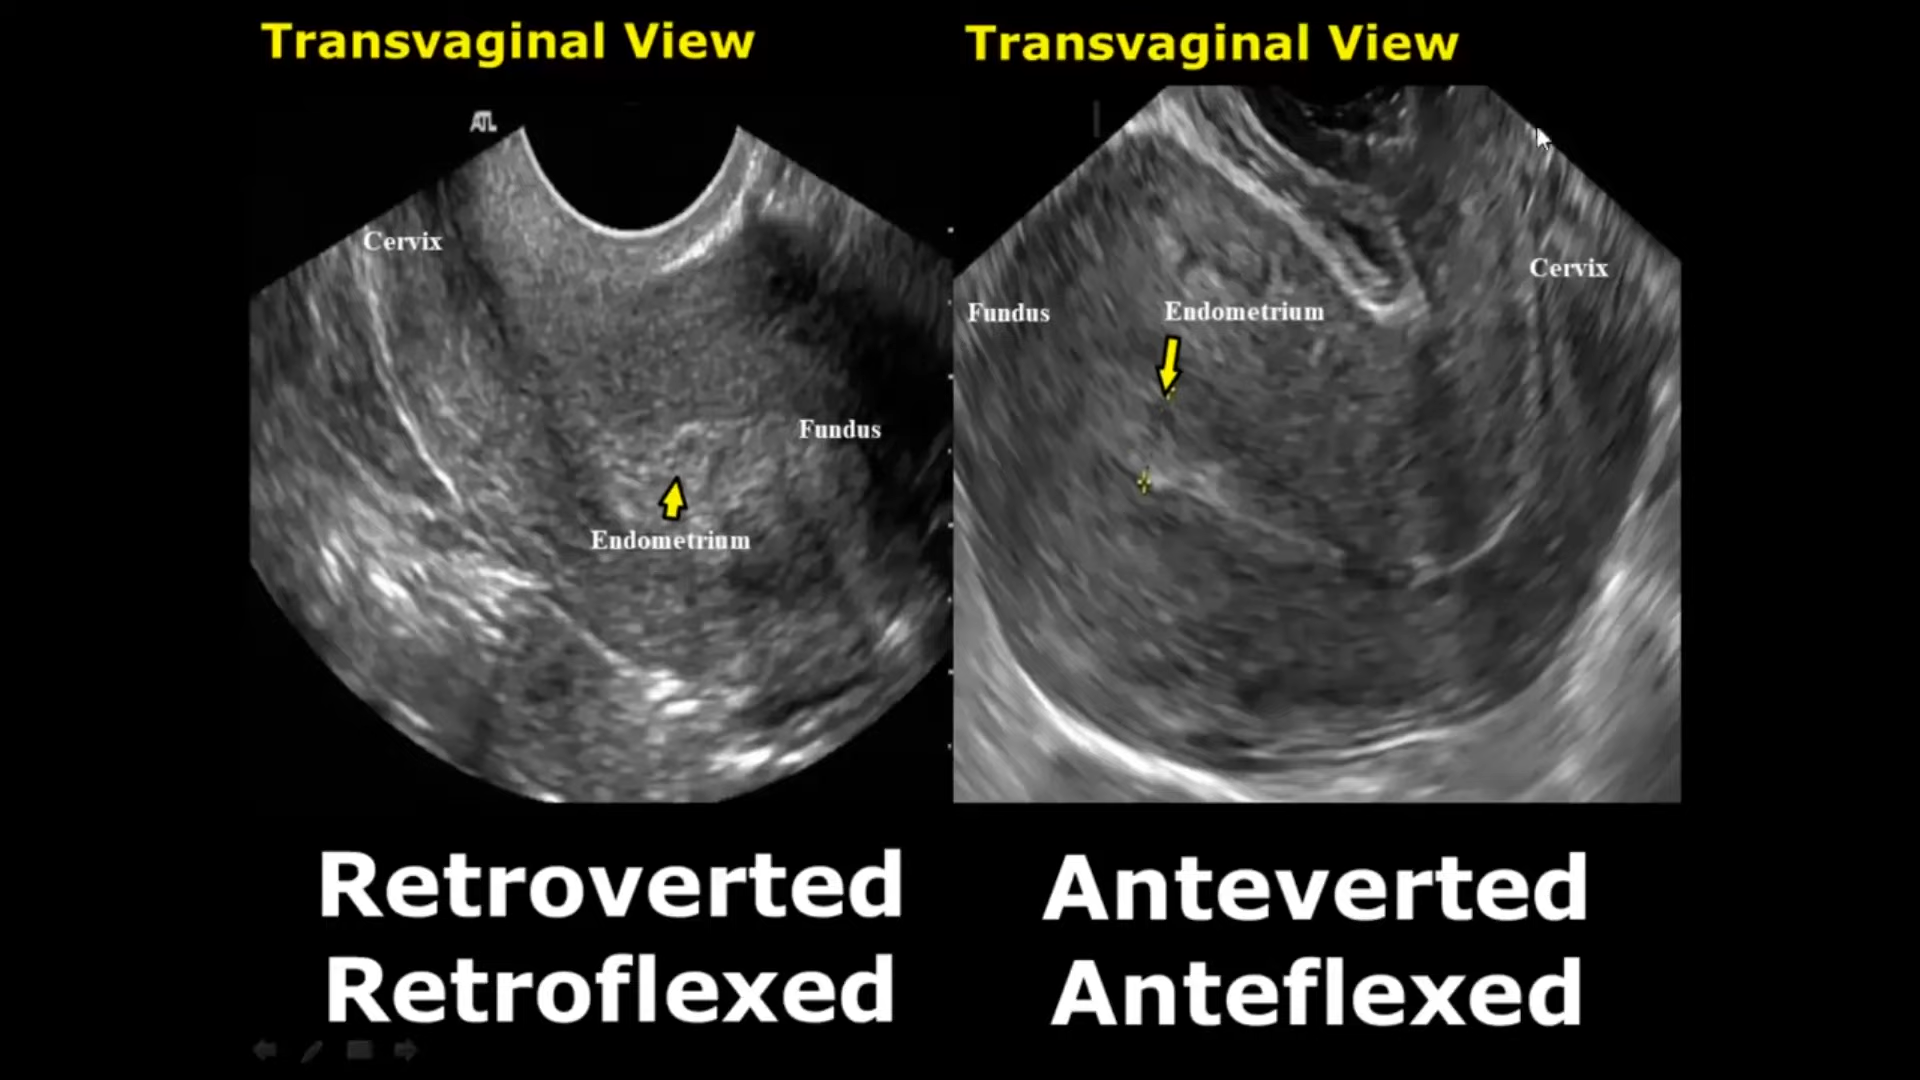 Transvaginal View
ATL
Cervix
Fundus
Endometrium
Retroverted
Retroflexed
Transvaginal View
Cervix
Fundus
Endometrium
Anteverted
Anteflexed